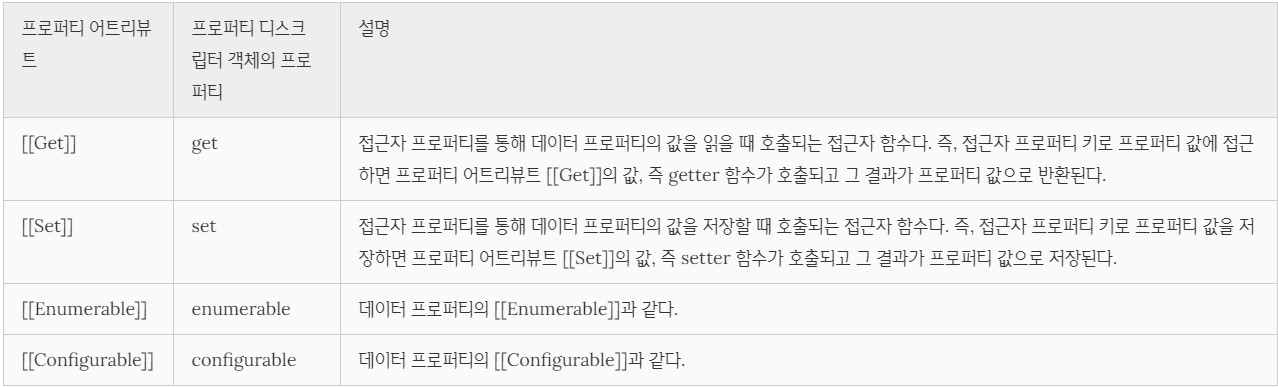 프로퍼티 어트리뷰
트
프로퍼티 디스크
립터 객체의 프로
퍼티
설명
[[Get]]
get
접근자 프로퍼티를 통해 데이터 프로퍼티의 값을 읽을 때 호출되는 접근자 함수다. 즉, 접근자 프로퍼티 키로 프로퍼티 값에 접근
하면 프로퍼티 어트리뷰트 [[Get]]의 값, 즉 getter 함수가 호출되고 그 결과가 프로퍼티 값으로 반환된다.
[[Set]]
set
접근자 프로퍼티를 통해 데이터 프로퍼티의 값을 저장할 때 호출되는 접근자 함수다. 즉, 접근자 프로퍼티 키로 프로퍼티 값을 저
장하면 프로퍼티 어트리뷰트 [[Set]]의 값, 즉 setter 함수가 호출되고 그 결과가 프로퍼티 값으로 저장된다.
[[Enumerable]]
enumerable
데이터 프로퍼티의 [[Enumerable]]과 같다.
[[Configurable]]
configurable
데이터 프로퍼티의 [[Configurable]]과 같다.